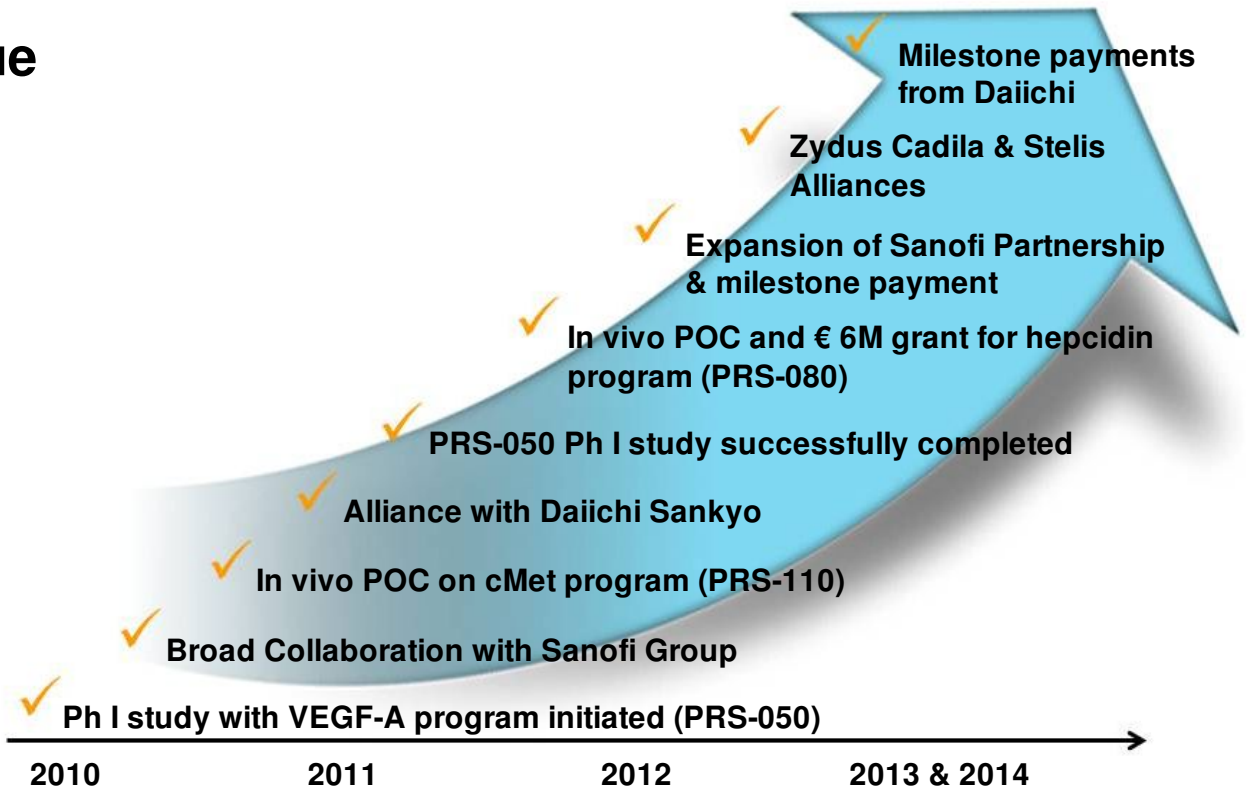 Milestone payments
from Daiichi
Zydus Cadila & Stelis
Alliances
Expansion of Sanofi Partnership
& milestone payment
In vivo POC and € 6M grant for hepcidin
program (PRS-080)
PRS-050 Ph I study successfully completed
Alliance with Daiichi Sankyo
In vivo POC on cMet program (PRS-110)
Broad Collaboration with Sanofi Group
Ph I study with VEGF-A program initiated (PRS-050)
2010 2011 2012 2013 & 2014